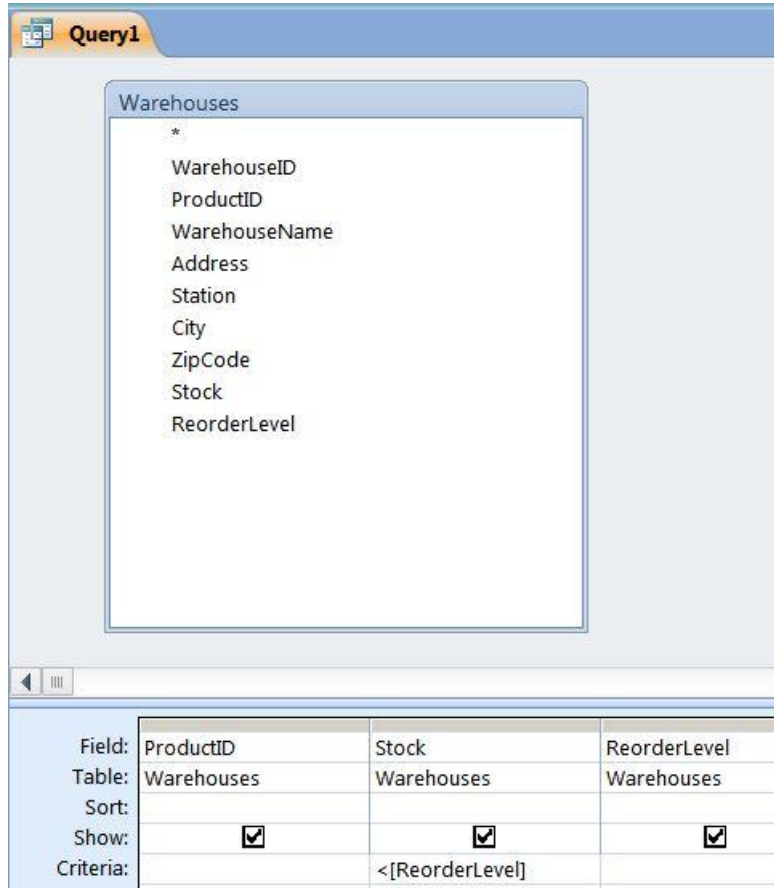 Query1
Warehouses
*
WarehouseID
ProductID
WarehouseName
Address
Station
City
ZipCode
Stock
ReorderLevel
Field: ProductID Stock ReorderLevel
Table: Warehouses Warehouses Warehouses
Sort:
Show:
Criteria: <[ReorderLevel]